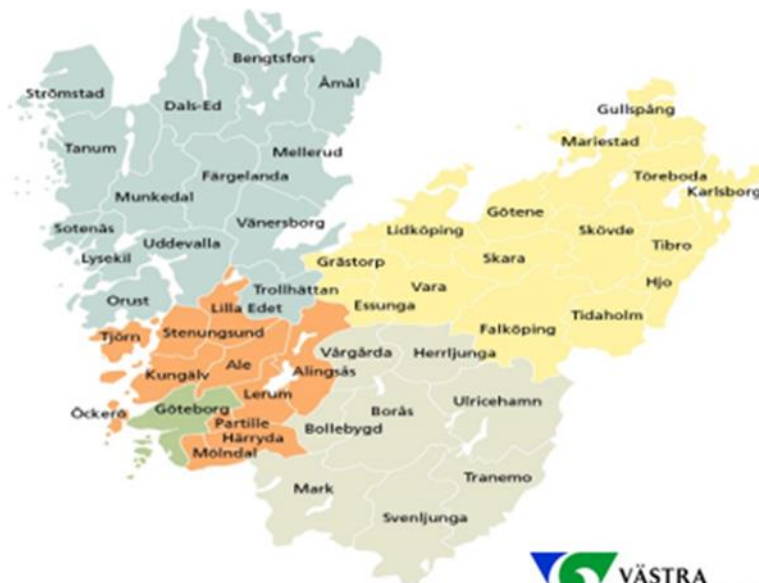 Bengtsfors
Åmål
Strömstad
Dals-Ed
Gullspång
Mariestad
Tanum
Mellerud
Färgelanda
Töreboda
Karlsborg
Munkedal
Götene
Vänersborg
Sotenäs
Lidköping
Skövde
Uddevalla
Tibro
Lysekil
Skara
Grästorp
Hjo
Trollhättan
Vara
Orust
Essunga
Lilla Edet
Tidaholm
Tjörn
Stenungsund
Falköping
Vårgårda
Herrljunga
Ale
Alingsås
Kungälv
Lerum
Ulricehamn
Göteborg
Öckerö
Borås
Partille
Bollebygd
Härryda
Mölndal
Tranemo
Mark
Svenljunga
VÄSTRA